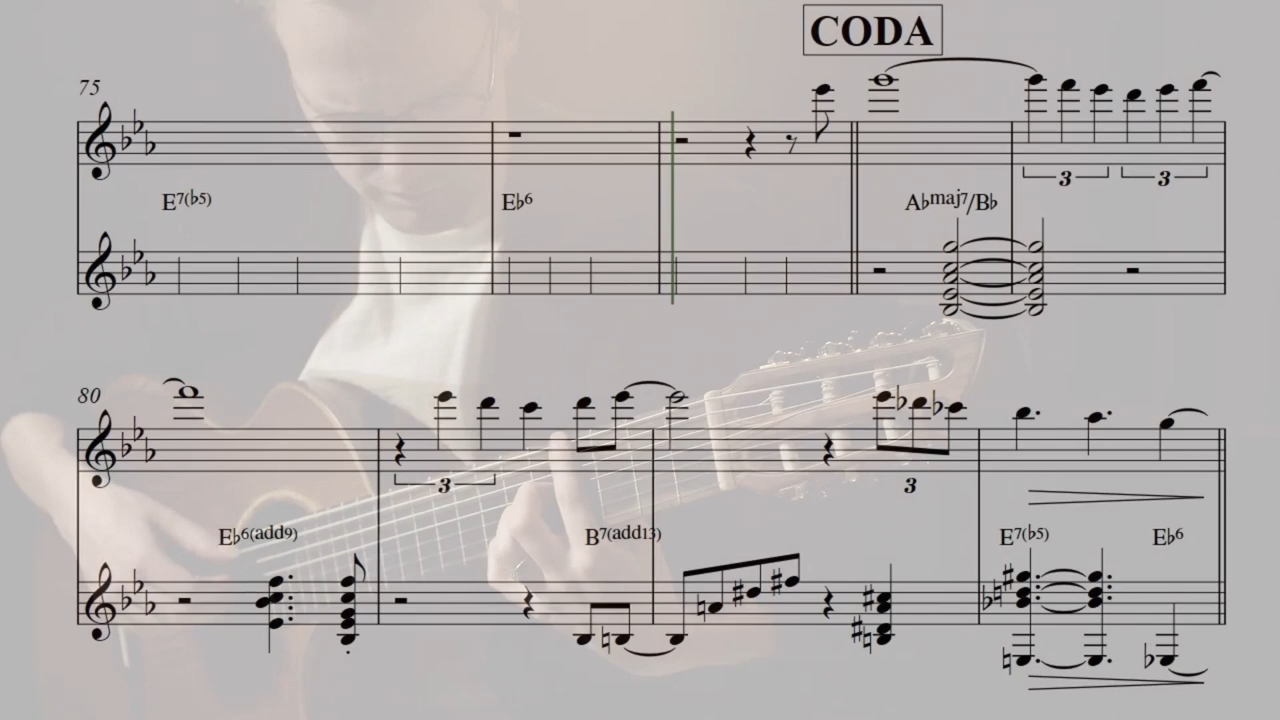 CODA
75
E7(♭5) E♭6 A♭maj7/B♭
3 3
80
3 3
E♭6(add9) B7(add13) E7(♭5) E♭6